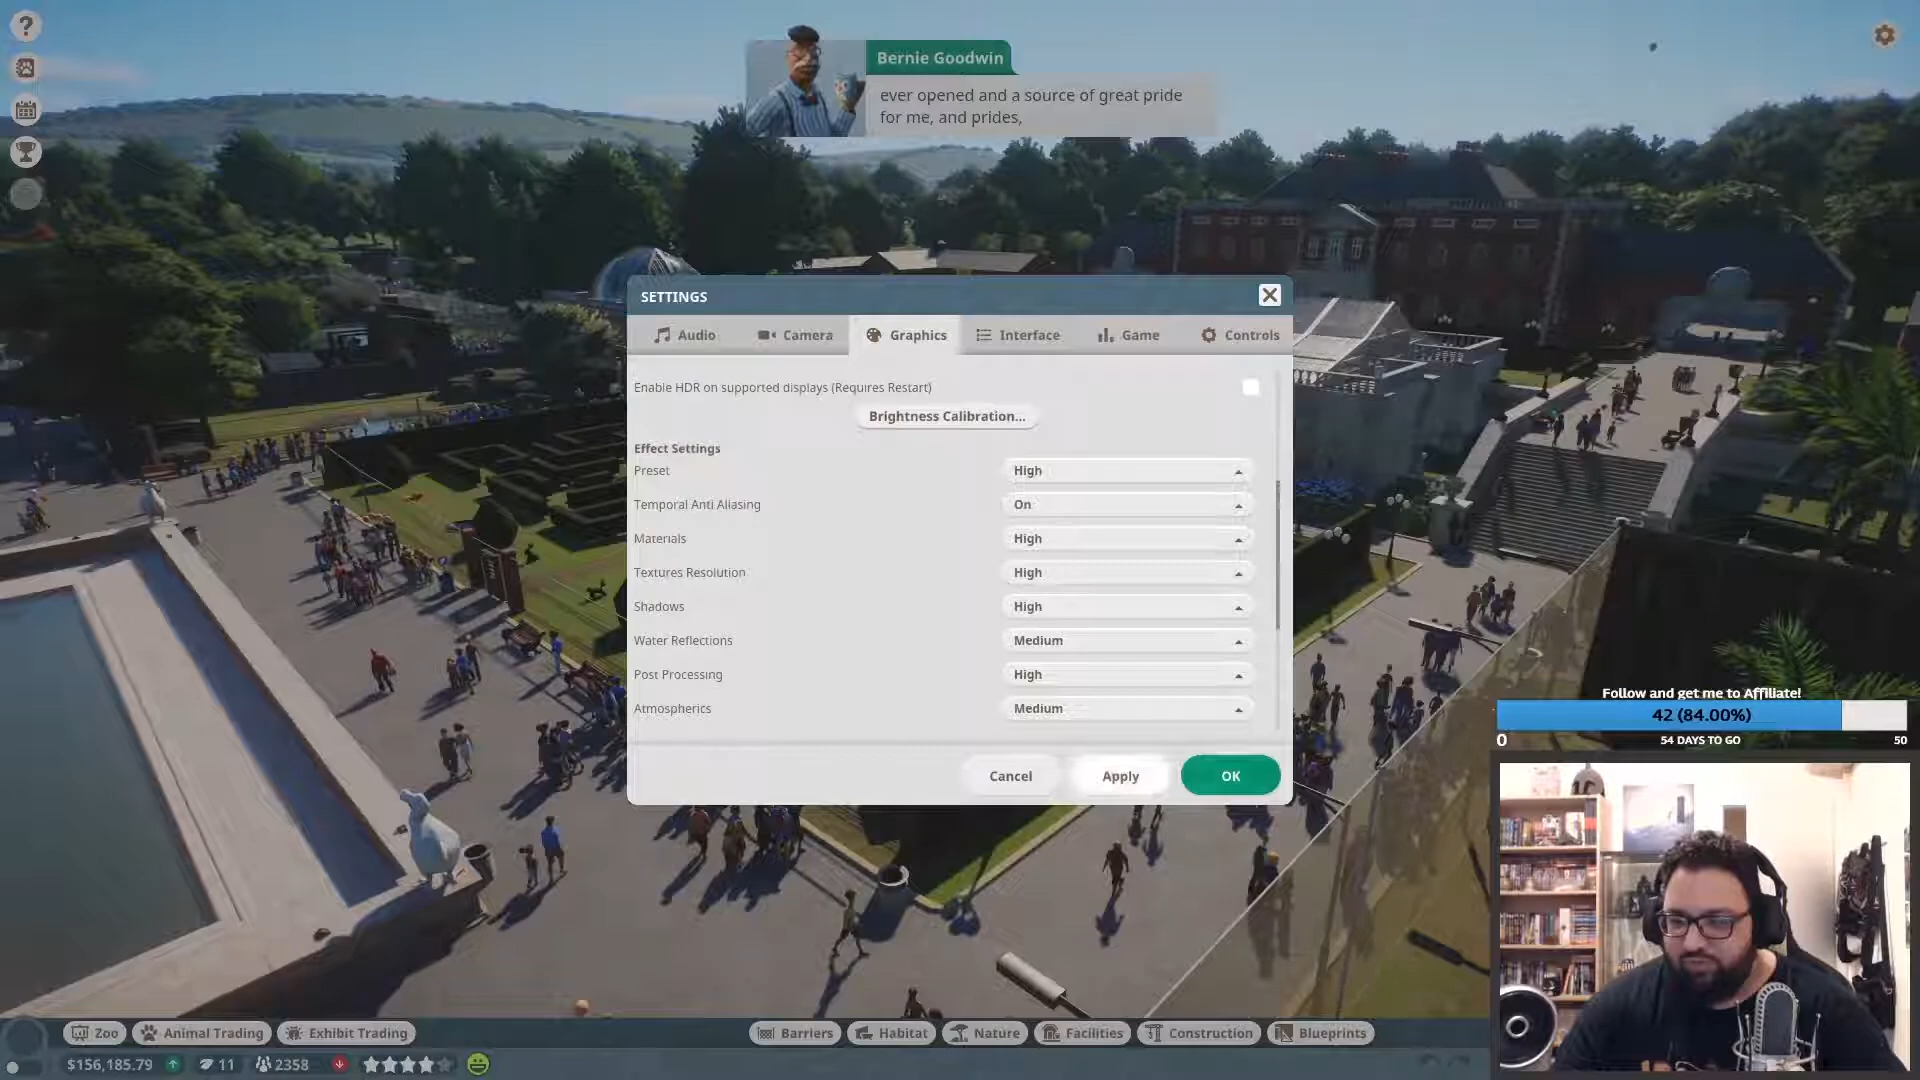 ?
Bernie Goodwin
ever opened and a source of great pride
for me, and prides,
SETTINGS
Audio
Camera
Graphics
Interface
Game
Controls
Enable HDR on supported displays (Requires Restart)
Brightness Calibration...
Effect Settings
Preset High
Temporal Anti Aliasing On
Materials High
Textures Resolution High
Shadows High
Water Reflections Medium
Post Processing High
Atmospherics Medium
Cancel
Apply
OK
Follow and get me to Affiliate!
42 (84.00%)
0 54 DAYS TO GO 50
Zoo
Animal Trading
Exhibit Trading
Barriers
Habitat
Nature
Facilities
Construction
Blueprints
$156,185.79
11
2358